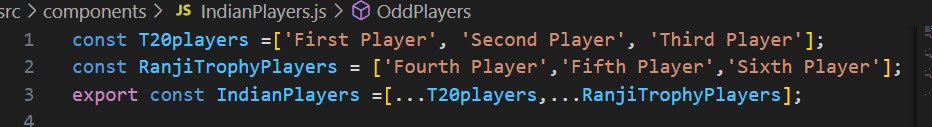 src > components > JS IndianPlayers.js > OddPlayers
1 const T20players =['First Player', 'Second Player', 'Third Player'];
2 const RanjiTrophyPlayers = ['Fourth Player','Fifth Player','Sixth Player'];
3 export const IndianPlayers =[...T20players,...RanjiTrophyPlayers];
4